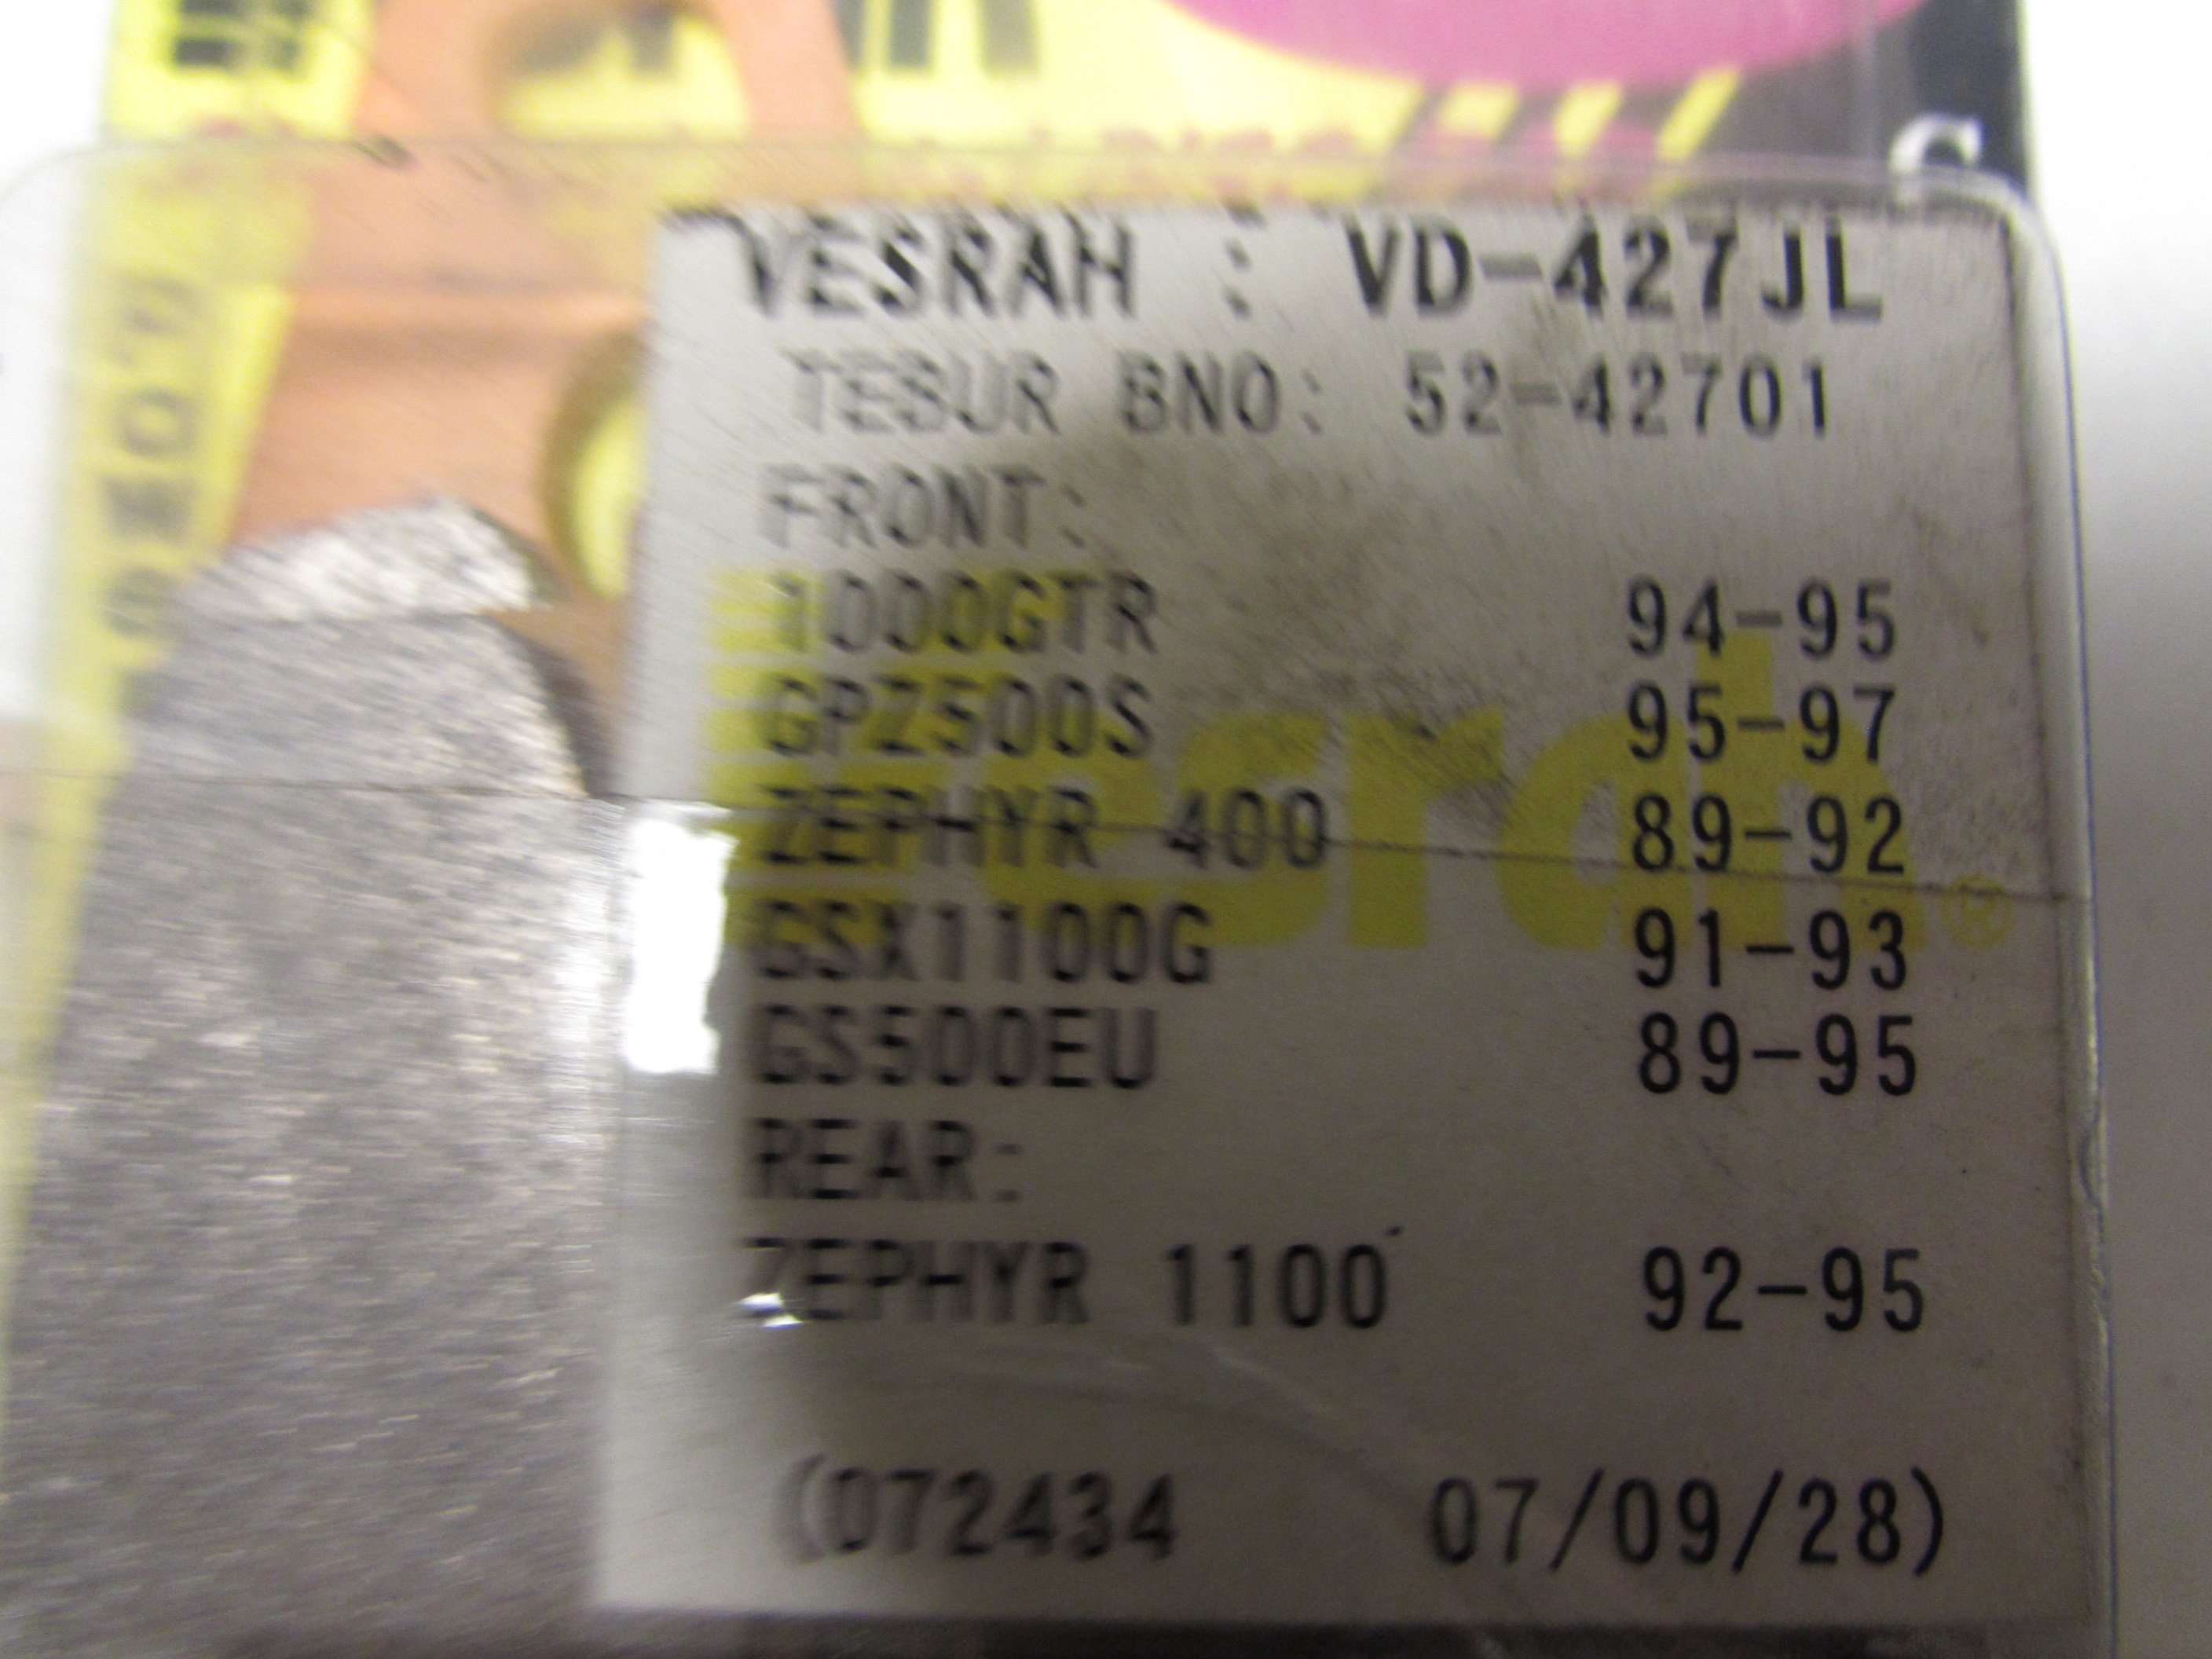 VESRAH : VD-427JL
TESUR BNO: 52-42701
FRONT:
1000GTR 94-95
GPZ500S 95-97
ZEPHYR 400 89-92
GSX1100G 91-93
GS500EU 89-95
REAR:
ZEPHYR 1100 92-95
(072434 07/09/28)
vesrah®